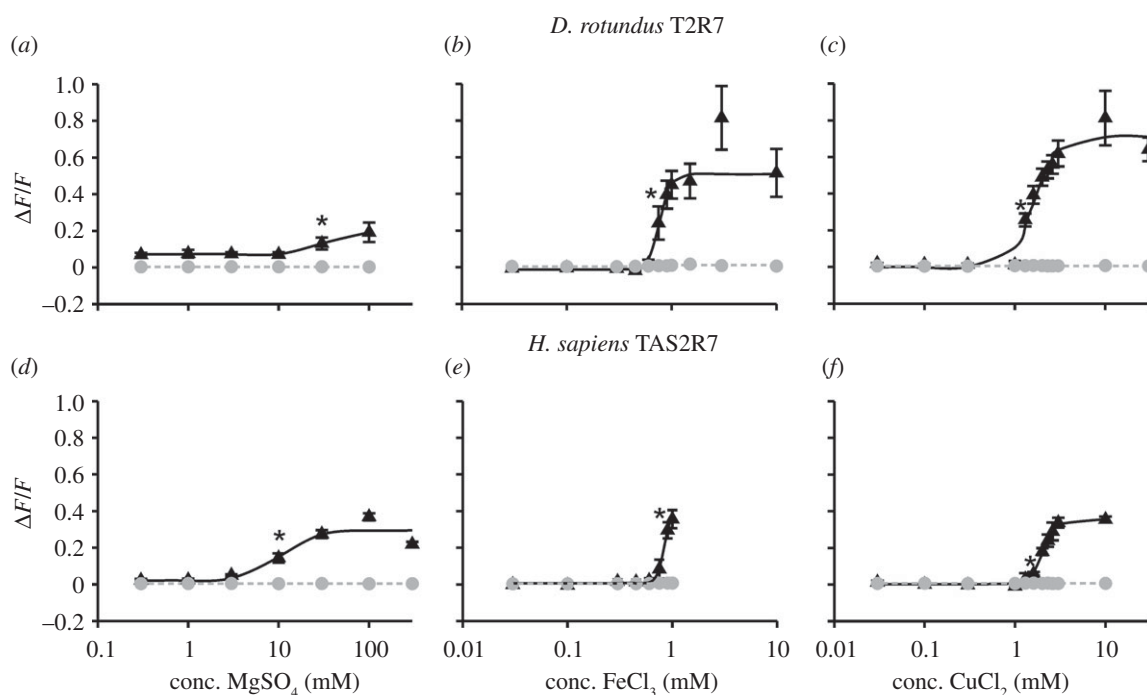 D. rotundus T2R7
(a) (b) (c)
1.0
0.8
0.6
0.4
0.2
0
–0.2
ΔF/F
* * *
H. sapiens TAS2R7
(d) (e) (f)
1.0
0.8
0.6
0.4
0.2
0
–0.2
ΔF/F
* * *
0.1 1 10 100 0.01 0.1 1 10 0.01 0.1 1 10
conc. MgSO₄ (mM) conc. FeCl₃ (mM) conc. CuCl₂ (mM)